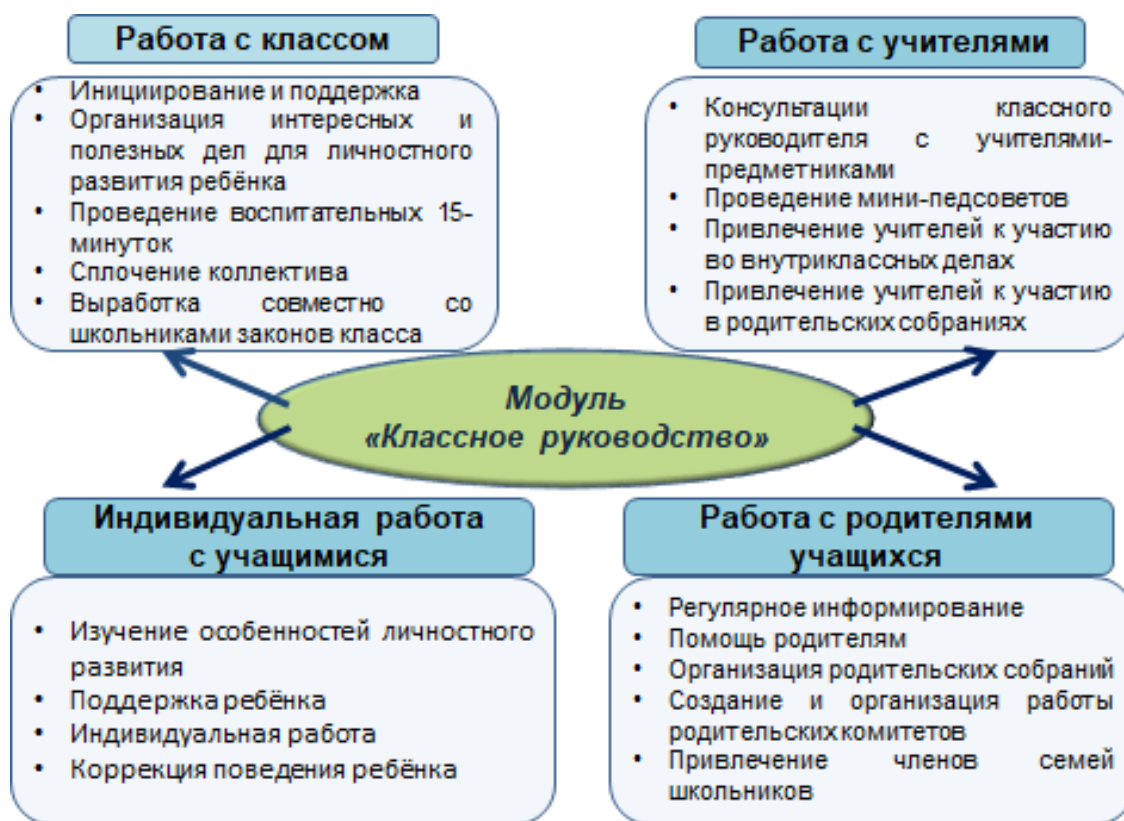 Работа с классом
• Инициирование и поддержка
• Организация интересных и
полезных дел для личностного
развития ребёнка
• Проведение воспитательных 15-
минуток
• Сплочение коллектива
• Выработка совместно со
школьниками законов класса
Работа с учителями
• Консультации классного
руководителя с учителями-
предметниками
• Проведение мини-педсоветов
• Привлечение учителей к участию
во внутриклассных делах
• Привлечение учителей к участию
в родительских собраниях
Модуль
«Классное руководство»
Индивидуальная работа
с учащимися
• Изучение особенностей личностного
развития
• Поддержка ребёнка
• Индивидуальная работа
• Коррекция поведения ребёнка
Работа с родителями
учащихся
• Регулярное информирование
• Помощь родителям
• Организация родительских собраний
• Создание и организация работы
родительских комитетов
• Привлечение членов семей
школьников